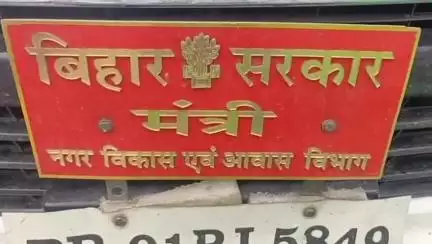 बिहार सरकार
मंत्री
नगर विकास एवं आवास विभाग